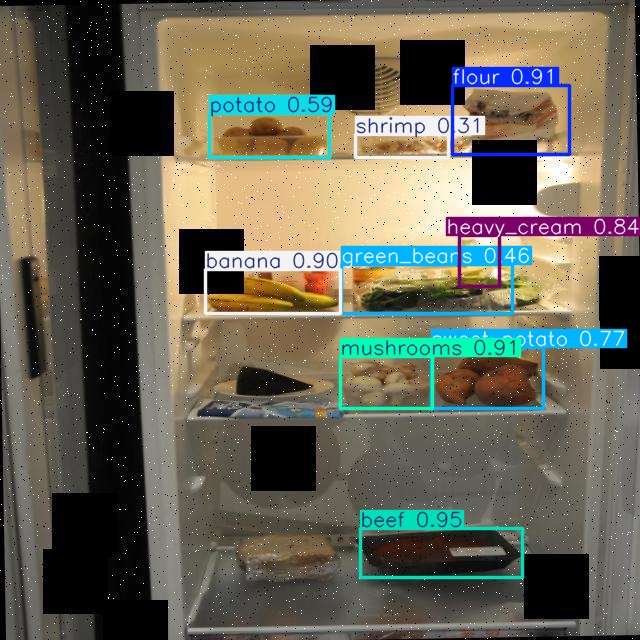 flour 0.91
potato 0.59
shrimp 0.31
heavy_cream 0.84
banana 0.90
green_beans 0.46
sweet_potato 0.77
mushrooms 0.91
beef 0.95